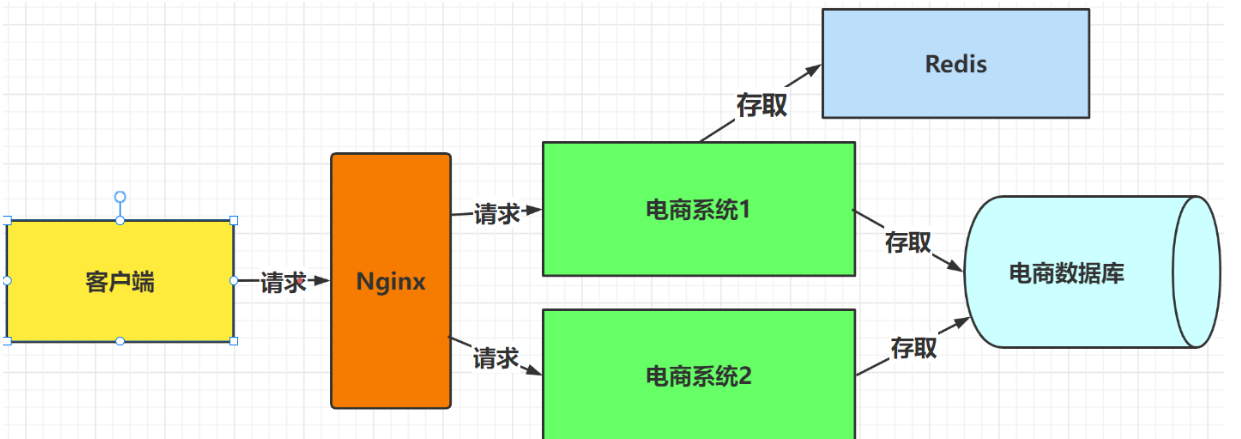 Redis
存取
电商系统1
请求
存取
客户端
请求
Nginx
电商数据库
请求
电商系统2
存取